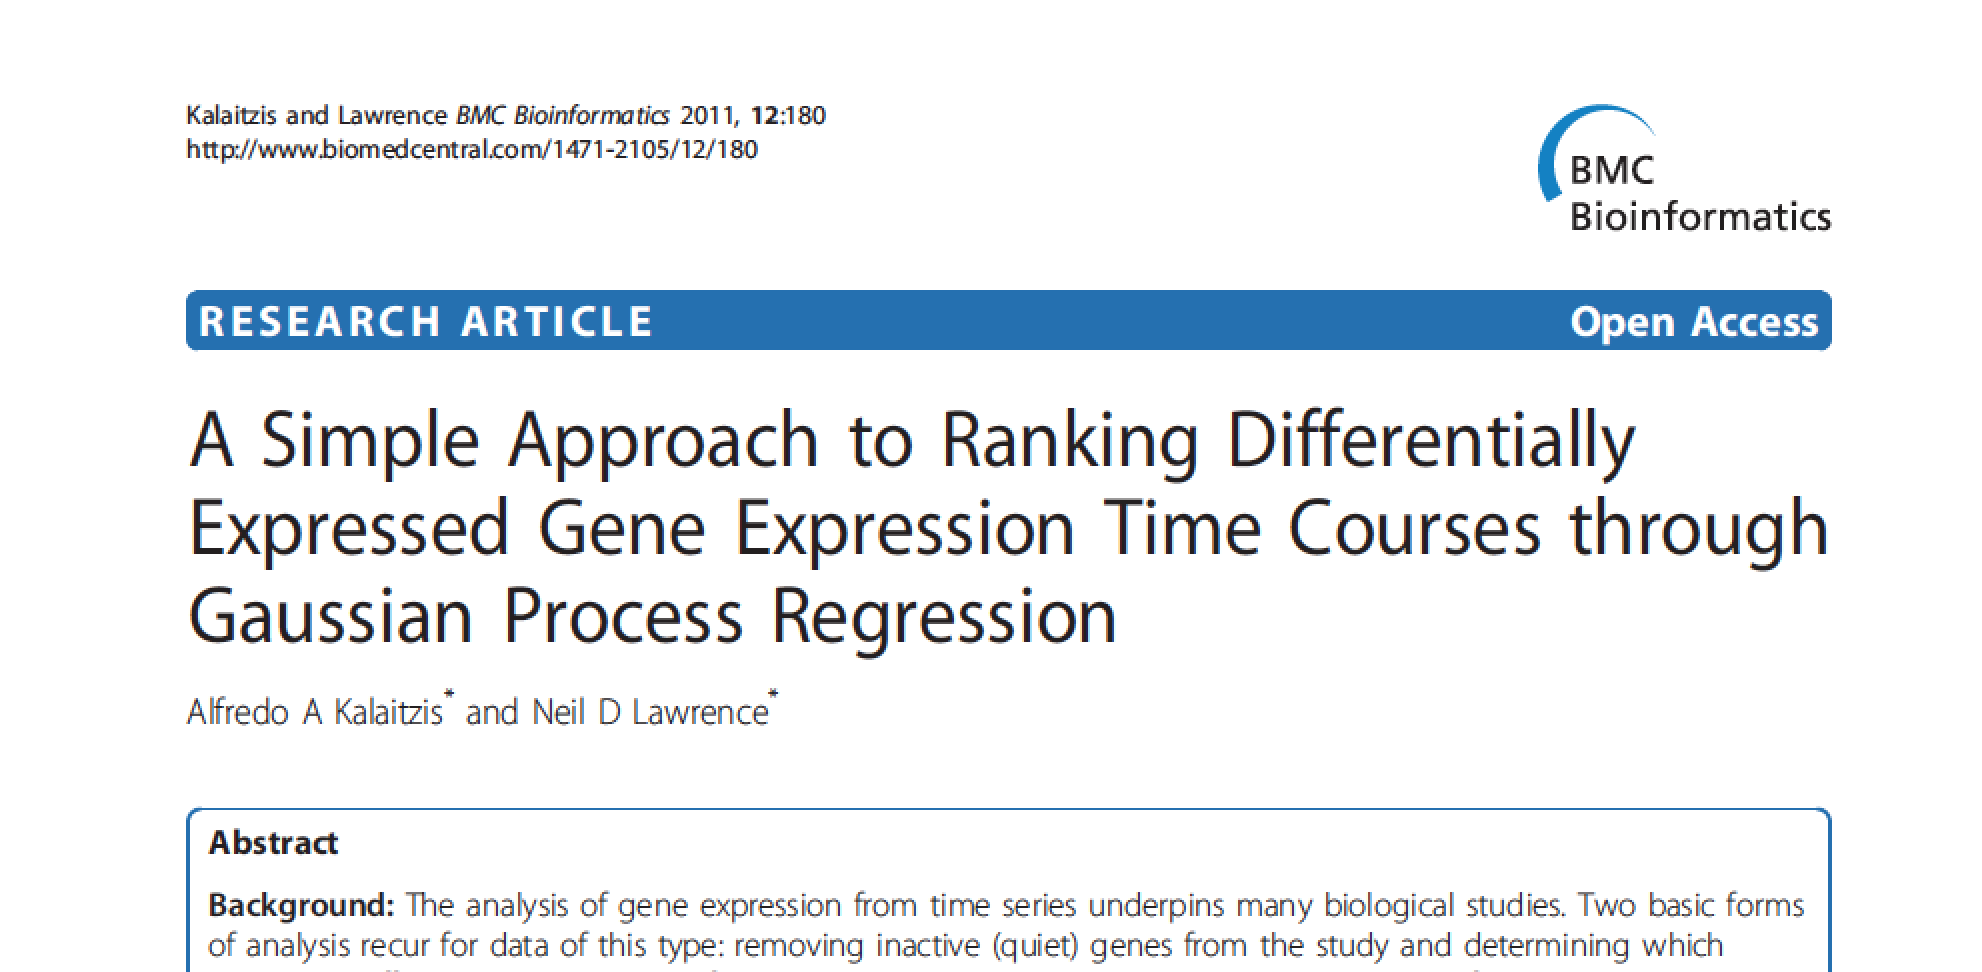 Kalaitzis and Lawrence BMC Bioinformatics 2011, 12:180
http://www.biomedcentral.com/1471-2105/12/180
BMC
Bioinformatics
RESEARCH ARTICLE Open Access
A Simple Approach to Ranking Differentially
Expressed Gene Expression Time Courses through
Gaussian Process Regression
Alfredo A Kalaitzis* and Neil D Lawrence*
Abstract
Background: The analysis of gene expression from time series underpins many biological studies. Two basic forms
of analysis recur for data of this type: removing inactive (quiet) genes from the study and determining which